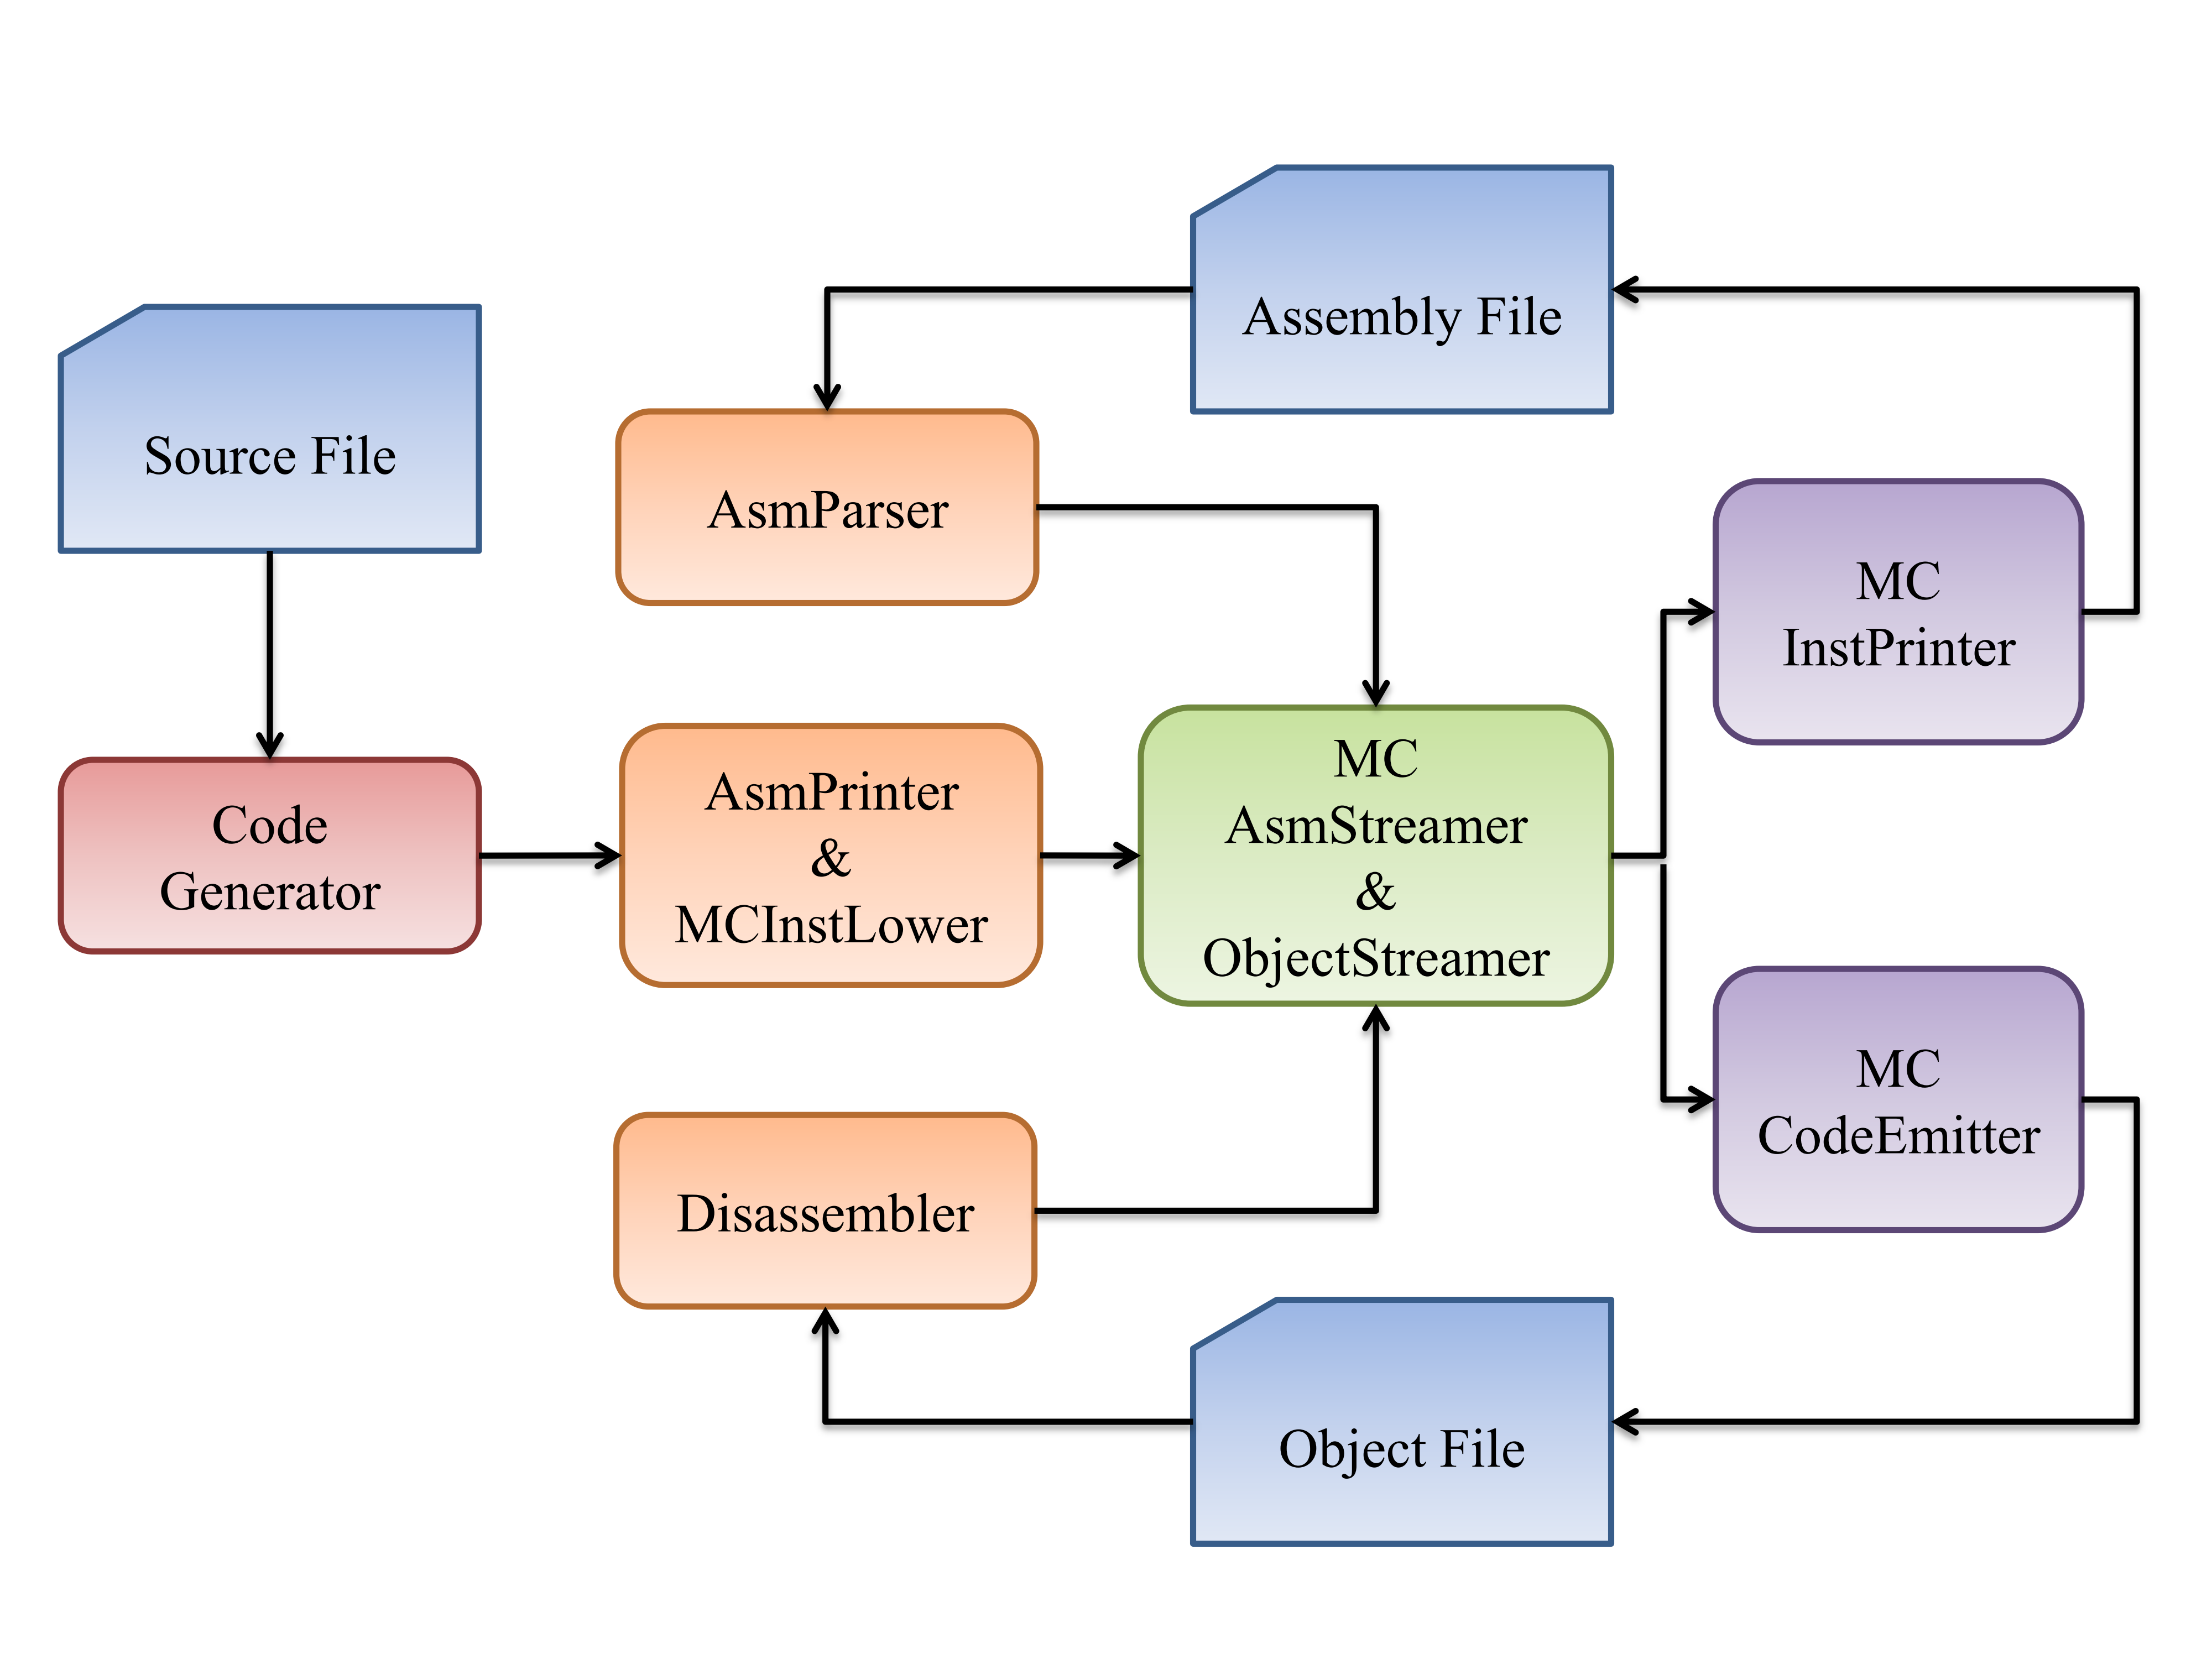 Assembly File
Source File
AsmParser
MC
InstPrinter
Code
Generator
AsmPrinter
&
MCInstLower
MC
AsmStreamer
&
ObjectStreamer
MC
CodeEmitter
Disassembler
Object File